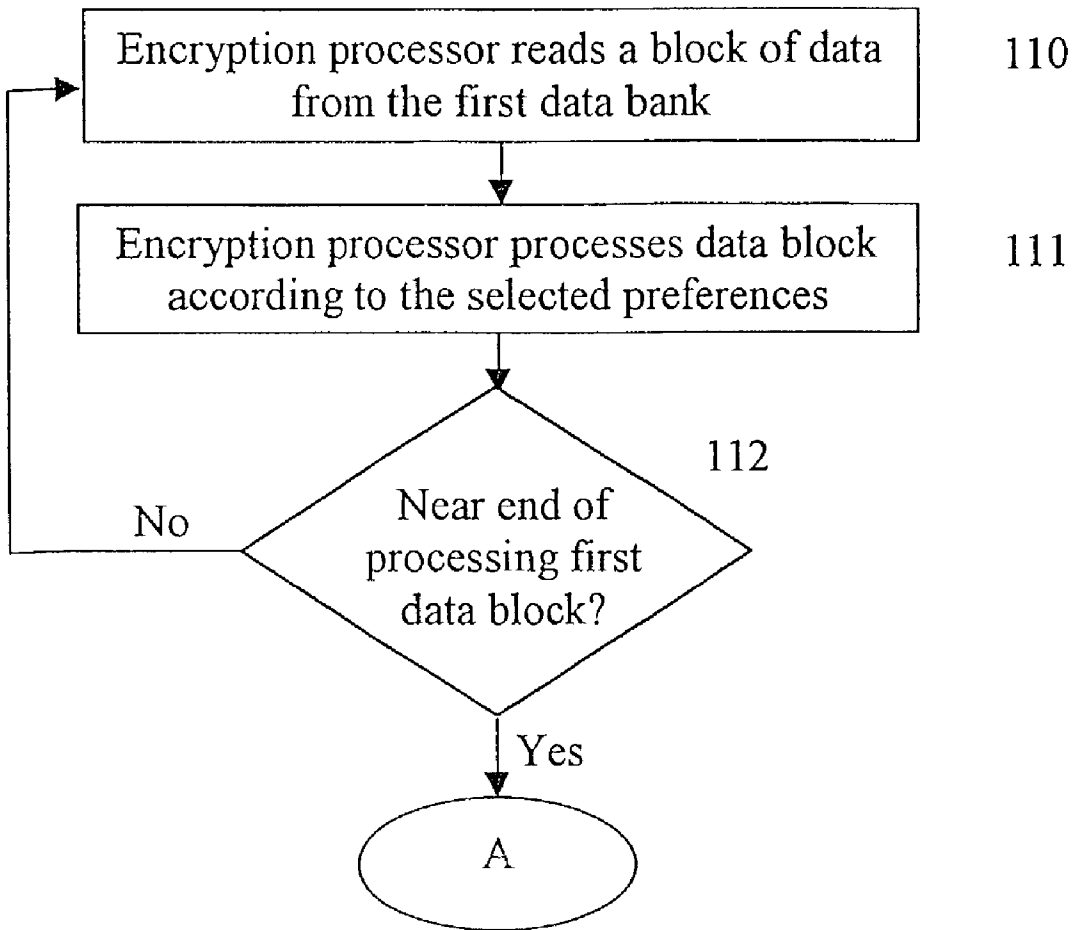 Encryption processor reads a block of data
from the first data bank
110
Encryption processor processes data block
according to the selected preferences
111
112
Near end of
processing first
data block?
No
Yes
A